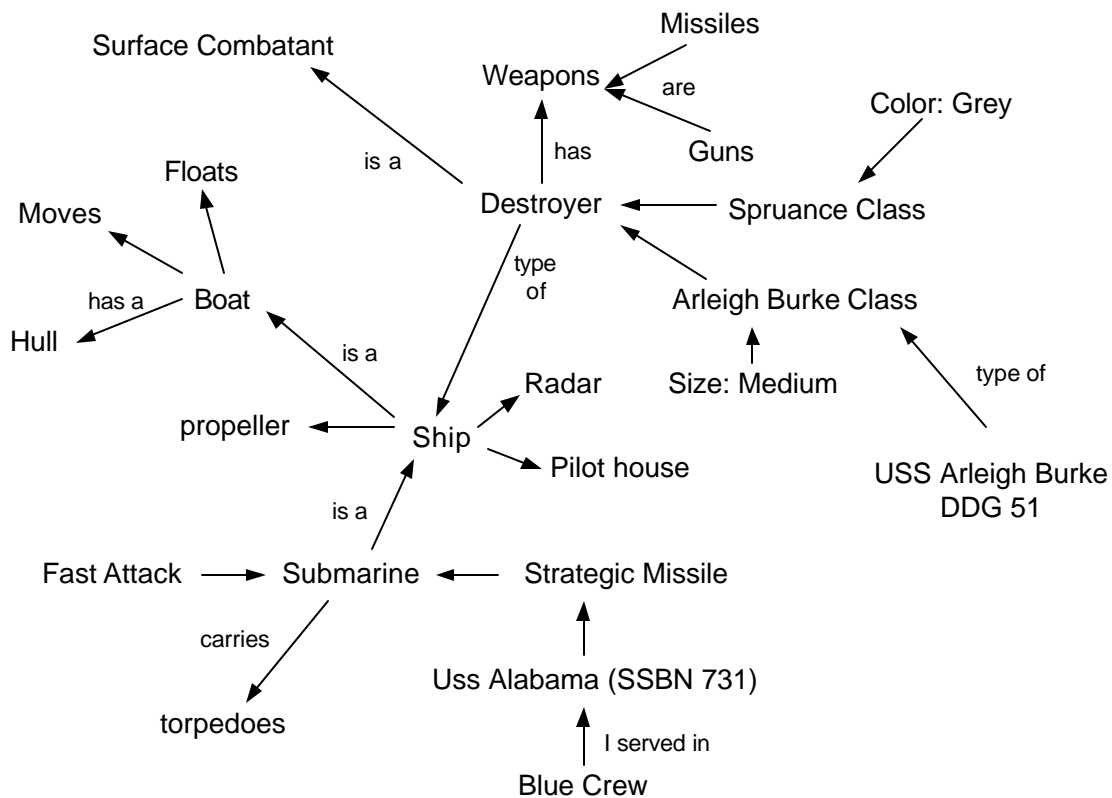 Missiles
Surface Combatant
Weapons
are
Color: Grey
has
Guns
is a
Floats
Destroyer
Spruance Class
Moves
type
of
has a
Boat
Arleigh Burke Class
Hull
is a
Radar
Size: Medium
type of
propeller
Ship
Pilot house
USS Arleigh Burke
DDG 51
is a
Fast Attack
Submarine
Strategic Missile
carries
Uss Alabama (SSBN 731)
torpedoes
I served in
Blue Crew